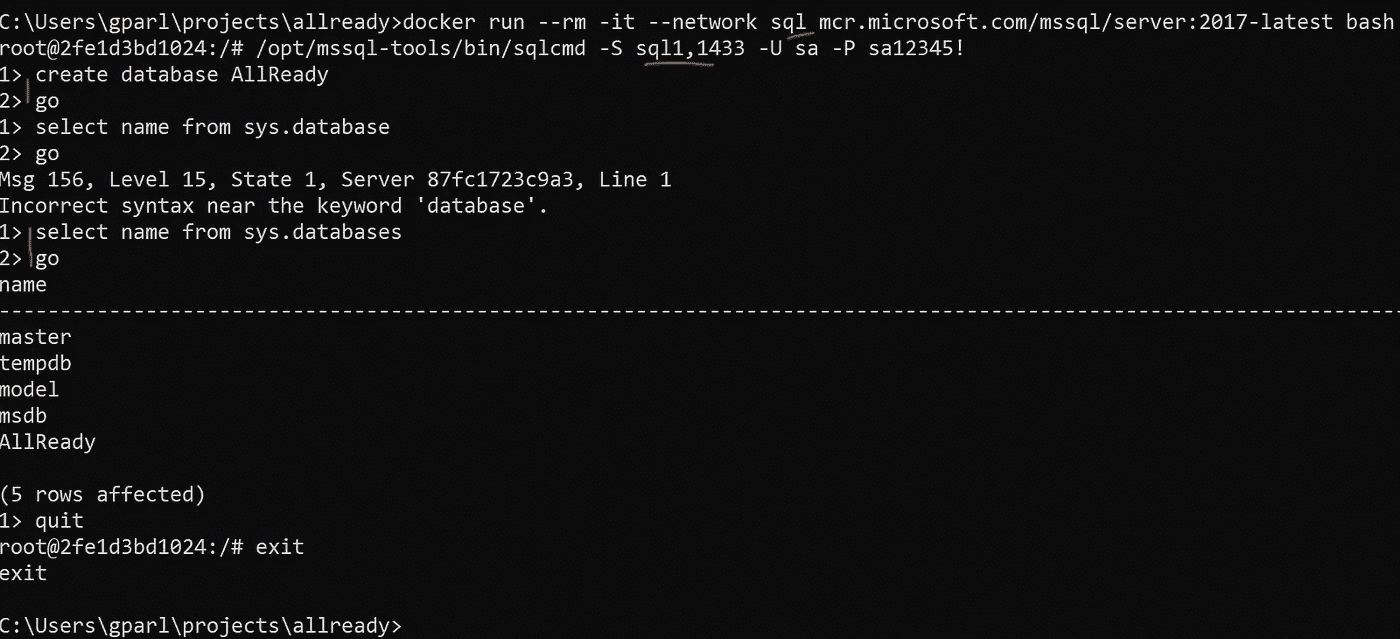 C:\Users\gparl\projects\allready>docker run --rm -it --network sql mcr.microsoft.com/mssql/server:2017-latest bash
root@2fe1d3bd1024:/# /opt/mssql-tools/bin/sqlcmd -S sql1,1433 -U sa -P sa12345!
1> create database AllReady
2> go
1> select name from sys.database
2> go
Msg 156, Level 15, State 1, Server 87fc1723c9a3, Line 1
Incorrect syntax near the keyword 'database'.
1> select name from sys.databases
2> go
name
--------------------------------------------------------------------------------------------------------------------
master
tempdb
model
msdb
AllReady

(5 rows affected)
1> quit
root@2fe1d3bd1024:/# exit
exit

C:\Users\gparl\projects\allready>